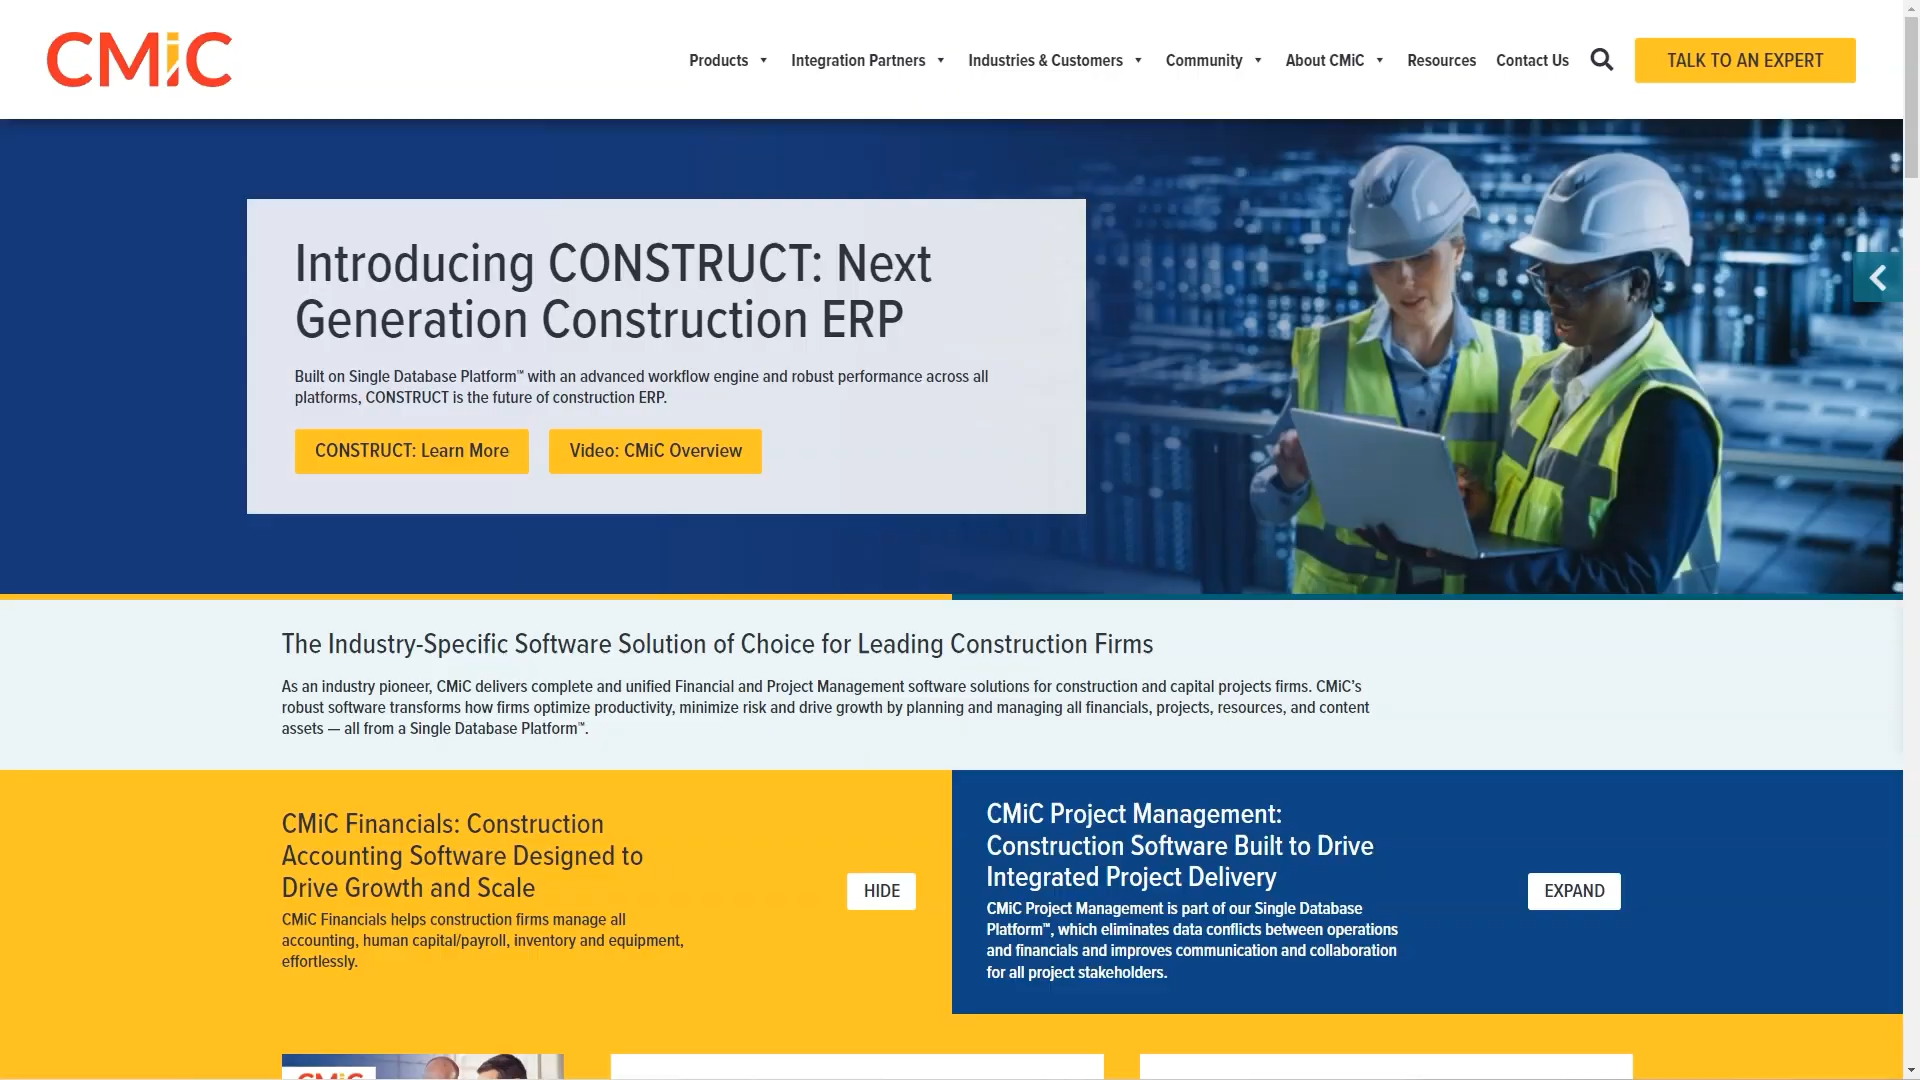 CMiC
Products
Integration Partners
Industries & Customers
Community
About CMiC
Resources
Contact Us
TALK TO AN EXPERT
Introducing CONSTRUCT: Next
Generation Construction ERP
Built on Single Database Platform™ with an advanced workflow engine and robust performance across all
platforms, CONSTRUCT is the future of construction ERP.
CONSTRUCT: Learn More
Video: CMiC Overview
The Industry-Specific Software Solution of Choice for Leading Construction Firms
As an industry pioneer, CMiC delivers complete and unified Financial and Project Management software solutions for construction and capital projects firms. CMiC’s
robust software transforms how firms optimize productivity, minimize risk and drive growth by planning and managing all financials, projects, resources, and content
assets — all from a Single Database Platform™.
CMiC Financials: Construction
Accounting Software Designed to
Drive Growth and Scale
CMiC Financials helps construction firms manage all
accounting, human capital/payroll, inventory and equipment,
effortlessly.
HIDE
CMiC Project Management:
Construction Software Built to Drive
Integrated Project Delivery
CMiC Project Management is part of our Single Database
Platform™, which eliminates data conflicts between operations
and financials and improves communication and collaboration
for all project stakeholders.
EXPAND
CMiC